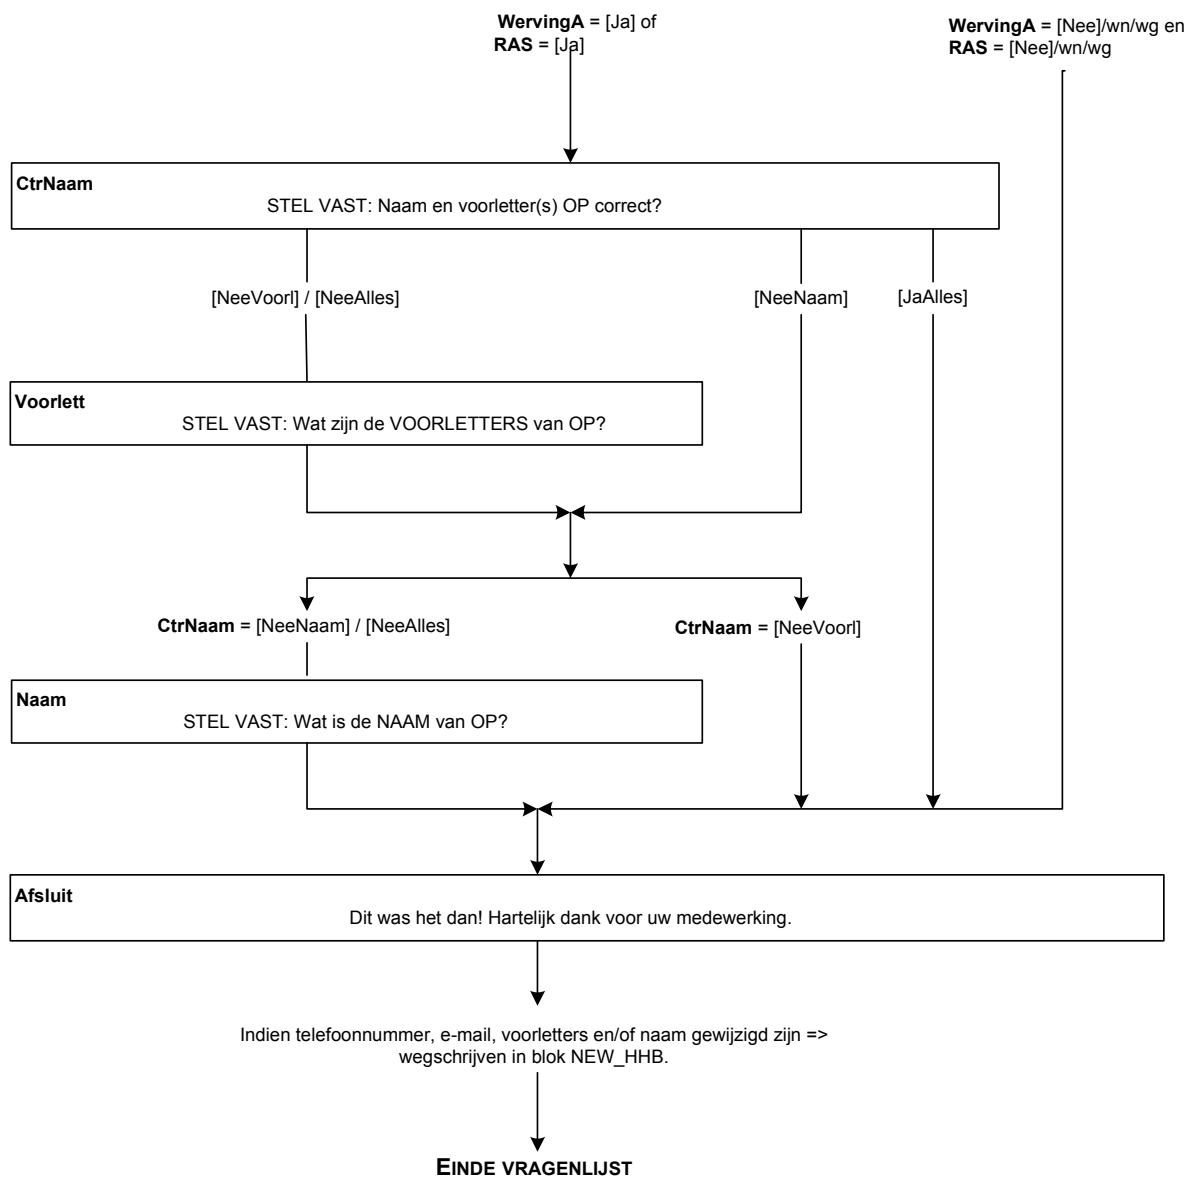 WervingA = [Ja] of
RAS = [Ja]
WervingA = [Nee]/wn/wg en
RAS = [Nee]/wn/wg
CtrNaam
STEL VAST: Naam en voorletter(s) OP correct?
[NeeVoorl] / [NeeAlles]
[NeeNaam]
[JaAlles]
Voorlett
STEL VAST: Wat zijn de VOORLETTERS van OP?
CtrNaam = [NeeNaam] / [NeeAlles]
CtrNaam = [NeeVoorl]
Naam
STEL VAST: Wat is de NAAM van OP?
Afsluit
Dit was het dan! Hartelijk dank voor uw medewerking.
Indien telefoonnummer, e-mail, voorletters en/of naam gewijzigd zijn =>
wegschrijven in blok NEW_HHB.
EINDE VRAGENLIJST